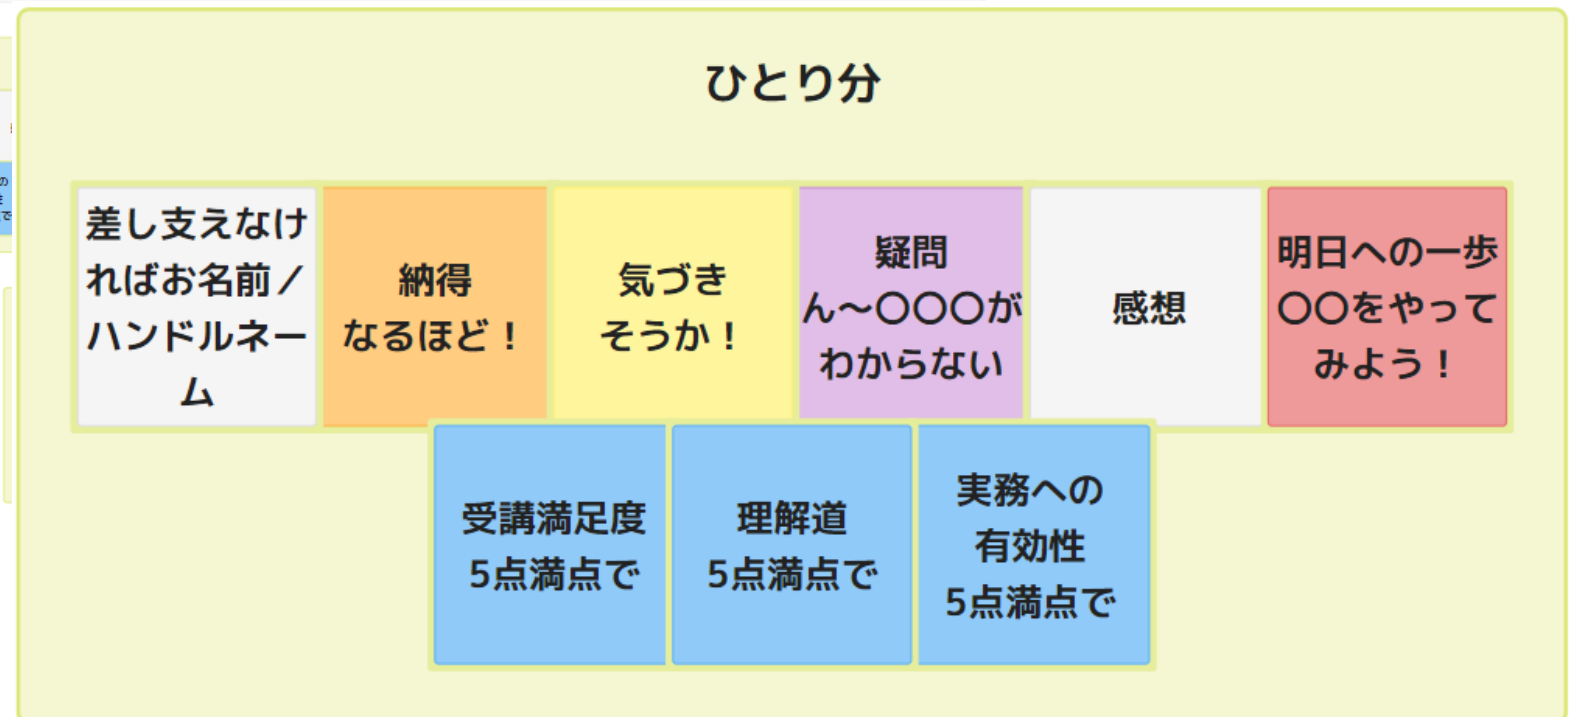 ひとり分
差し支えなけ
ればお名前／
ハンドルネー
ム
納得
なるほど！
気づき
そうか！
疑問
ん～〇〇〇が
わからない
感想
明日への一歩
〇〇をやって
みよう！
受講満足度
5点満点で
理解道
5点満点で
実務への
有効性
5点満点で